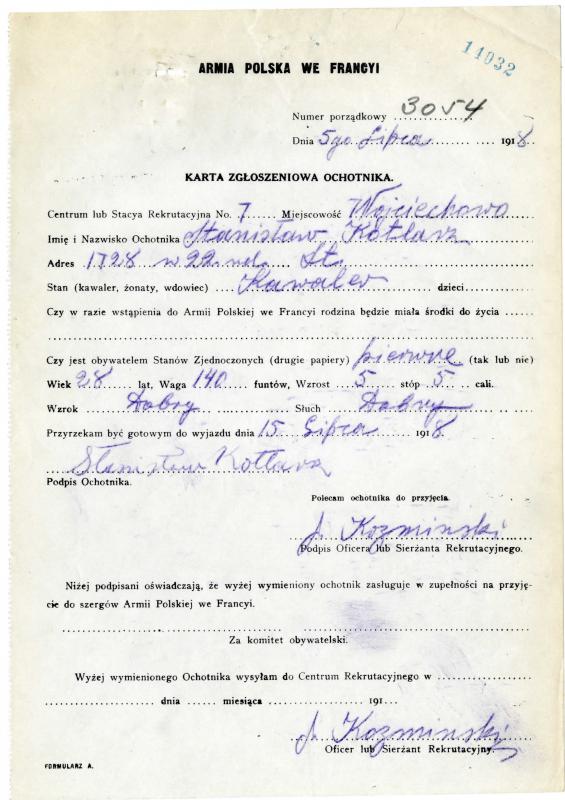 14032
ARMIA POLSKA WE FRANCYI
Numer porządkowy 3054
Dnia 5go Lipca 1918
KARTA ZGŁOSZENIOWA OCHOTNIKA.
Centrum lub Stacya Rekrutacyjna No. 7 Miejscowość Wojciechowo
Imię i Nazwisko Ochotnika Stanisław Kotlarz
Adres 1728 W 22nd. St.
Stan (kawaler, żonaty, wdowiec) Kawaler dzieci
Czy w razie wstąpienia do Armii Polskiej we Francyi rodzina będzie miała środki do życia
Czy jest obywatelem Stanów Zjednoczonych (drugie papiery) pierwsze (tak lub nie)
Wiek 28 lat, Waga 140 funtów, Wzrost 5 stóp 5 cali.
Wzrok Dobry Słuch Dobry
Przyrzekam być gotowym do wyjazdu dnia 15 Lipca 1918
Stanisław Kotlarz
Podpis Ochotnika.
Polecam ochotnika do przyjęcia.
J. Kozminski
Podpis Oficera lub Sierżanta Rekrutacyjnego.
Niżej podpisani oświadczają, że wyżej wymieniony ochotnik zasługuje w zupełności na przyję-
cie do szergów Armii Polskiej we Francyi.
Za komitet obywatelski.
Wyżej wymienionego Ochotnika wysyłam do Centrum Rekrutacyjnego w
dnia miesiąca 191
J. Kozminski
Oficer lub Sierżant Rekrutacyjny.
FORMULARZ A.